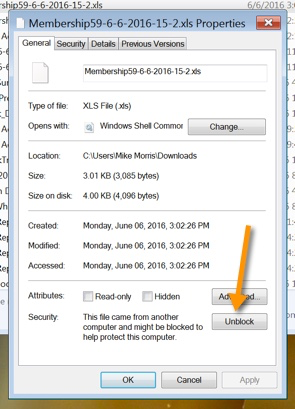 6/6/2016 3:02
Membership59-6-6-2016-15-2.xls Properties
General Security Details Previous Versions
Membership59-6-6-2016-15-2.xls
Type of file: XLS File (.xls)
Opens with: Windows Shell Commor Change...
Location: C:\Users\Mike Morris\Downloads
Size: 3.01 KB (3,085 bytes)
Size on disk: 4.00 KB (4,096 bytes)
Created: Monday, June 06, 2016, 3:02:26 PM
Modified: Monday, June 06, 2016, 3:02:26 PM
Accessed: Monday, June 06, 2016, 3:02:26 PM
Attributes: Read-only Hidden
Security: This file came from another
computer and might be blocked to
help protect this computer.
Unblock
OK Cancel Apply